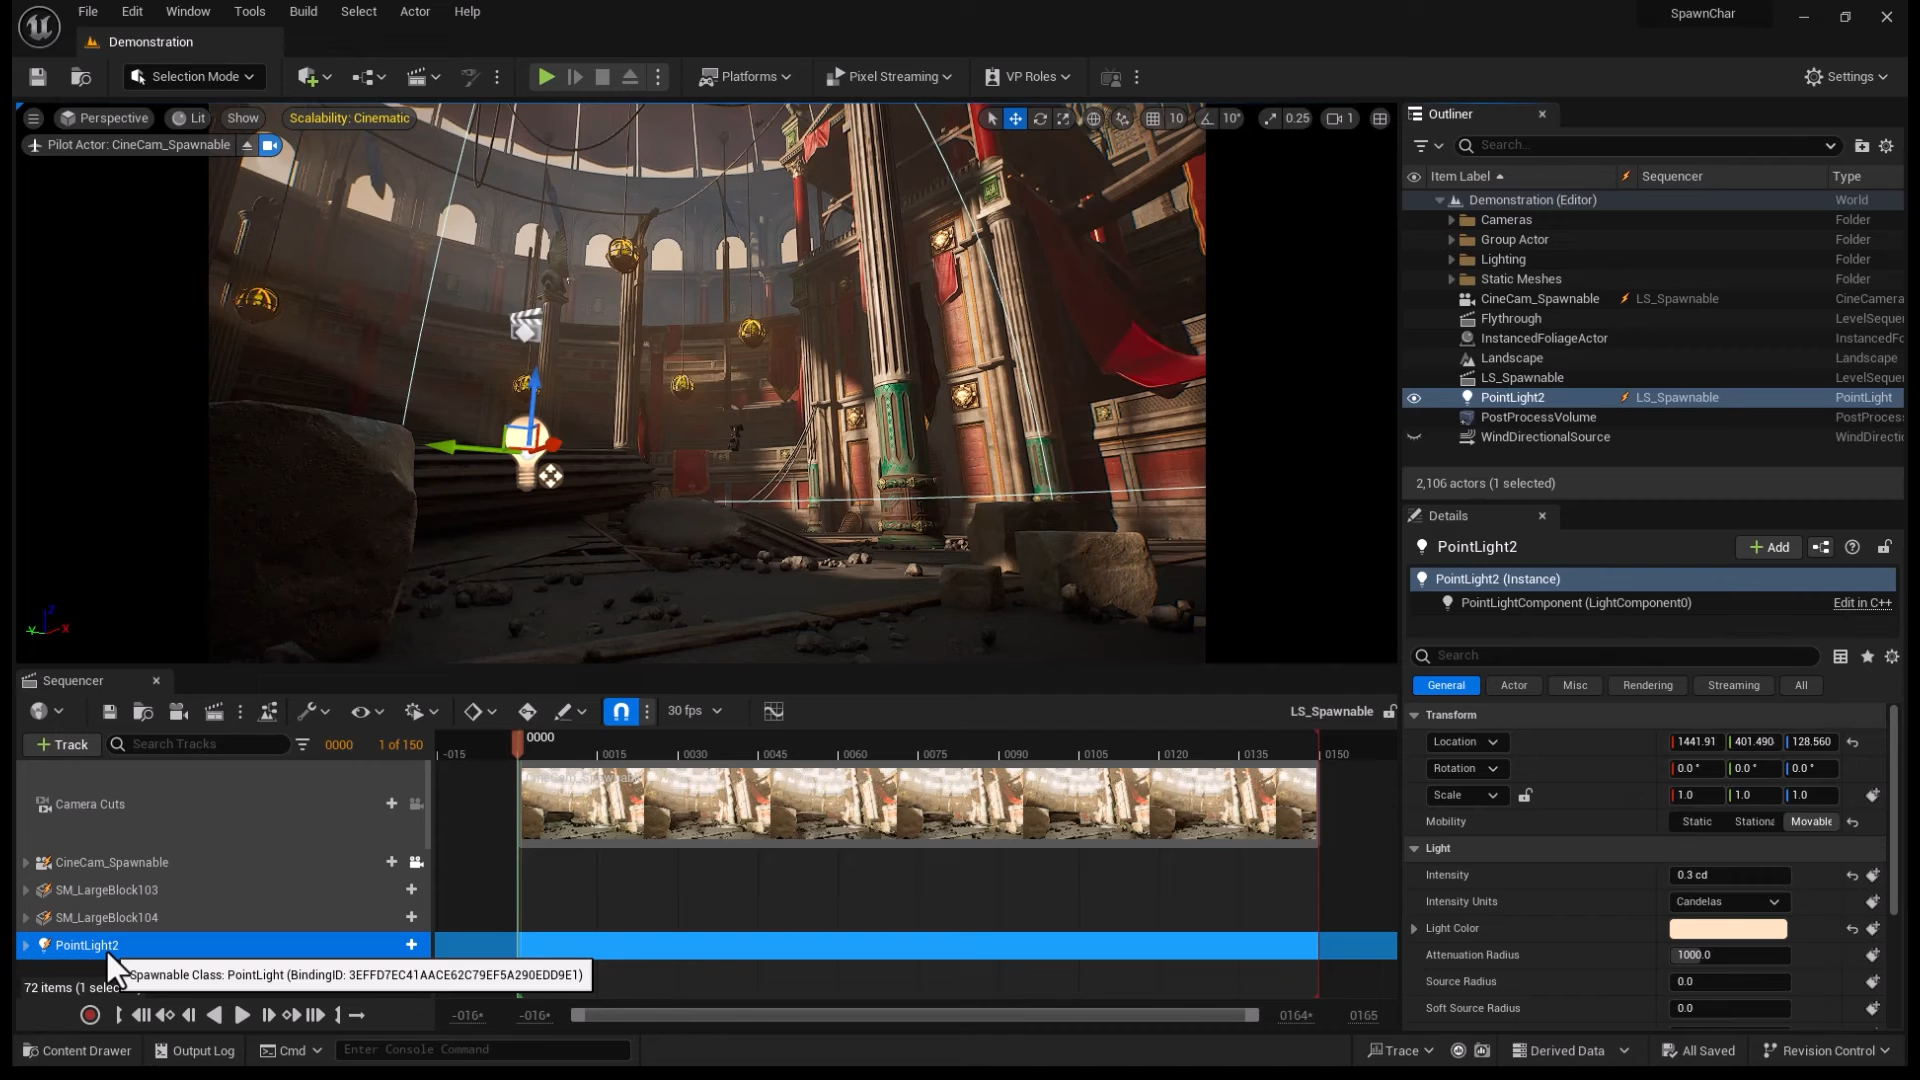 File Edit Window Tools Build Select Actor Help
SpawnChar
Demonstration
Selection Mode
Platforms
Pixel Streaming
VP Roles
Settings
Perspective
Lit
Show
Scalability: Cinematic
10
10°
0.25
1
Pilot Actor: CineCam_Spawnable
Outliner
Search...
Item Label Sequencer Type
Demonstration (Editor) World
Cameras Folder
Group Actor Folder
Lighting Folder
Static Meshes Folder
CineCam_Spawnable LS_Spawnable CineCamera
Flythrough LevelSeque
InstancedFoliageActor InstancedFo
Landscape Landscape
LS_Spawnable LevelSeque
PointLight2 LS_Spawnable PointLight
PostProcessVolume PostProces
WindDirectionalSource WindDirectic
2,106 actors (1 selected)
Details
PointLight2
Add
PointLight2 (Instance)
PointLightComponent (LightComponent0) Edit in C++
Search
General Actor Misc Rendering Streaming All
Transform
Location 1441.91 401.490 128.560
Rotation 0.0 ° 0.0 ° 0.0 °
Scale 1.0 1.0 1.0
Mobility Static Stationa Movable
Light
Intensity 0.3 cd
Intensity Units Candelas
Light Color
Attenuation Radius 1000.0
Source Radius 0.0
Soft Source Radius 0.0
Z
Y X
Sequencer
30 fps
LS_Spawnable
Track
Search Tracks
0000 1 of 150
0000
-015 0015 0030 0045 0060 0075 0090 0105 0120 0135 0150
Camera Cuts
CineCam_Spawnable
CineCam_Spawnable
SM_LargeBlock103
SM_LargeBlock104
PointLight2
Spawnable Class: PointLight (BindingID: 3EFFD7EC41AACE62C79EF5A290EDD9E1)
72 items (1 selec
-016* -016* 0164* 0165
Content Drawer
Output Log
Cmd
Enter Console Command
Trace
Derived Data
All Saved
Revision Control